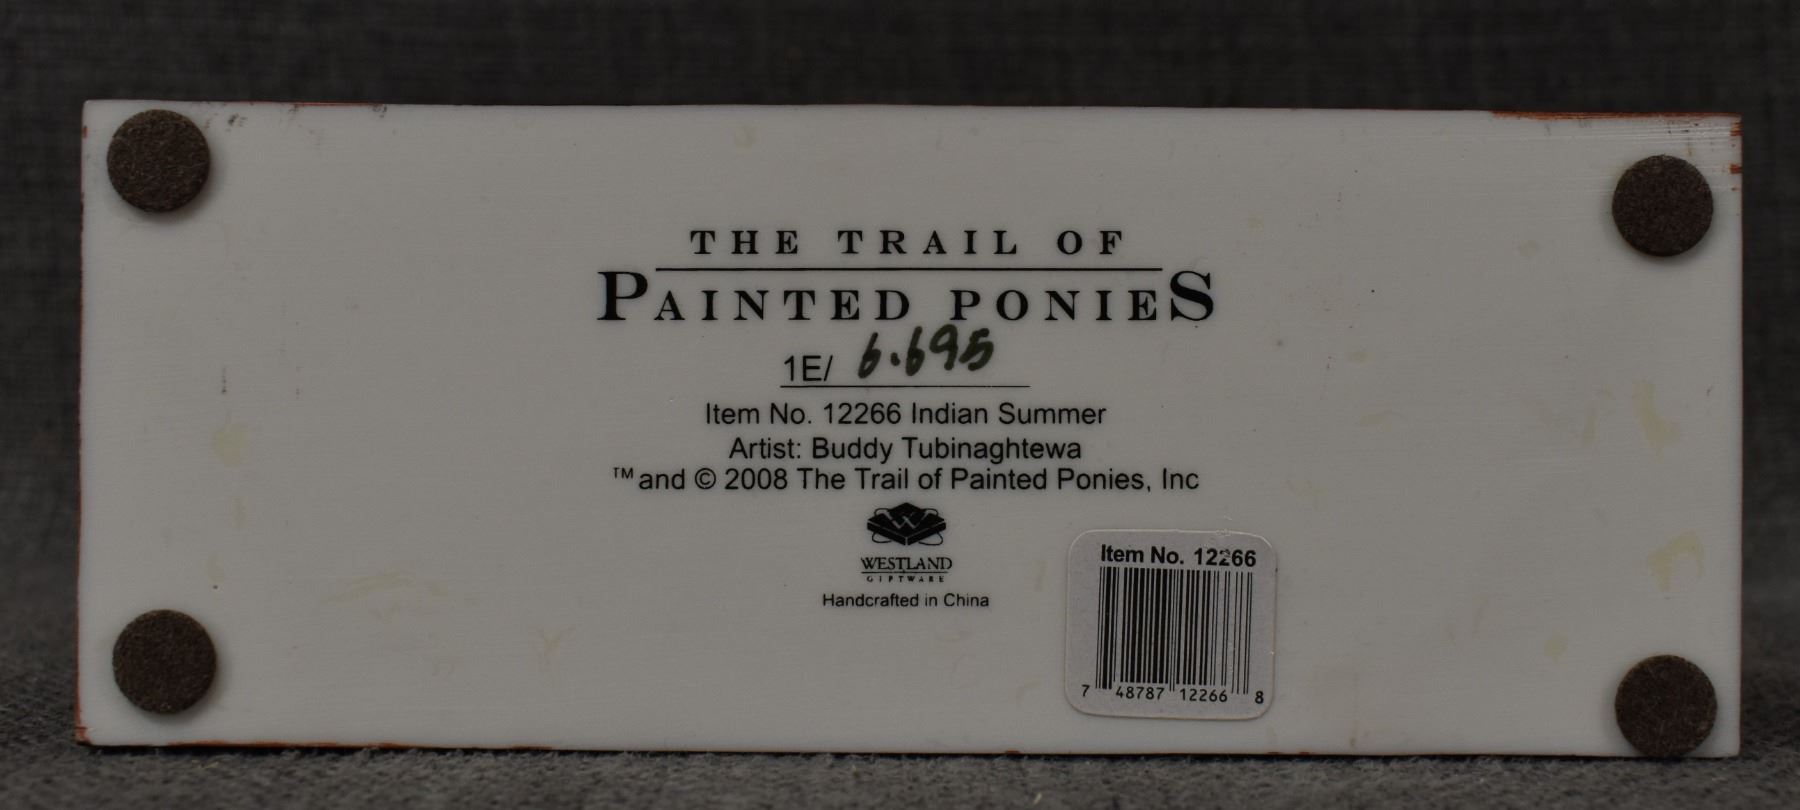 THE TRAIL OF
PAINTED PONIES
1E/ 6.695
Item No. 12266 Indian Summer
Artist: Buddy Tubinaghtewa
™ and © 2008 The Trail of Painted Ponies, Inc
W
WESTLAND
GIFTWARE
Handcrafted in China
Item No. 12266
7 48787 12266 8